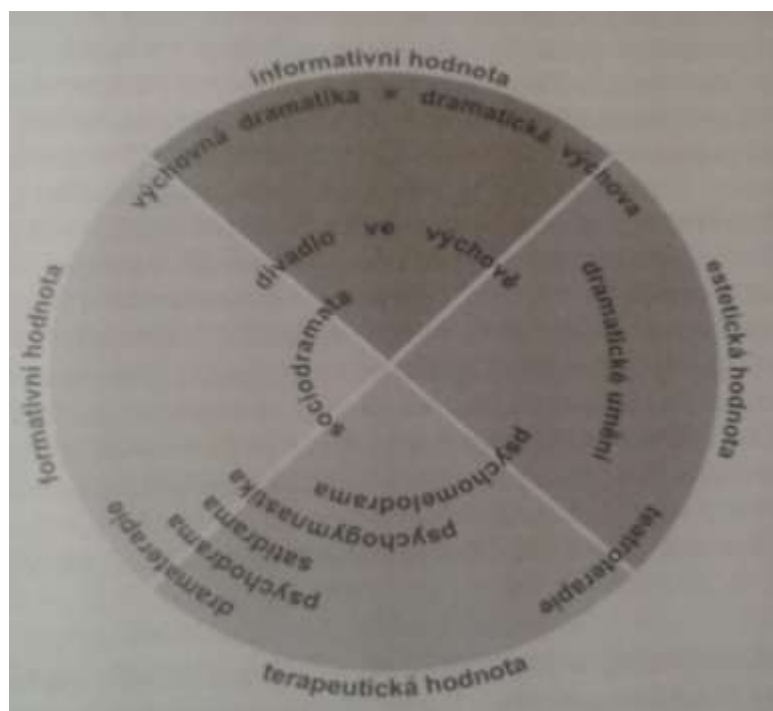 informativní hodnota
výchovná dramatika = dramatická výchova
divadlo ve výchově
sociodramata
formativní hodnota
estetická hodnota
dramatické umění
psychomelodrama
psychogymnastika
satidrama
psychodrama
dramaterapie
teatroterapie
terapeutická hodnota